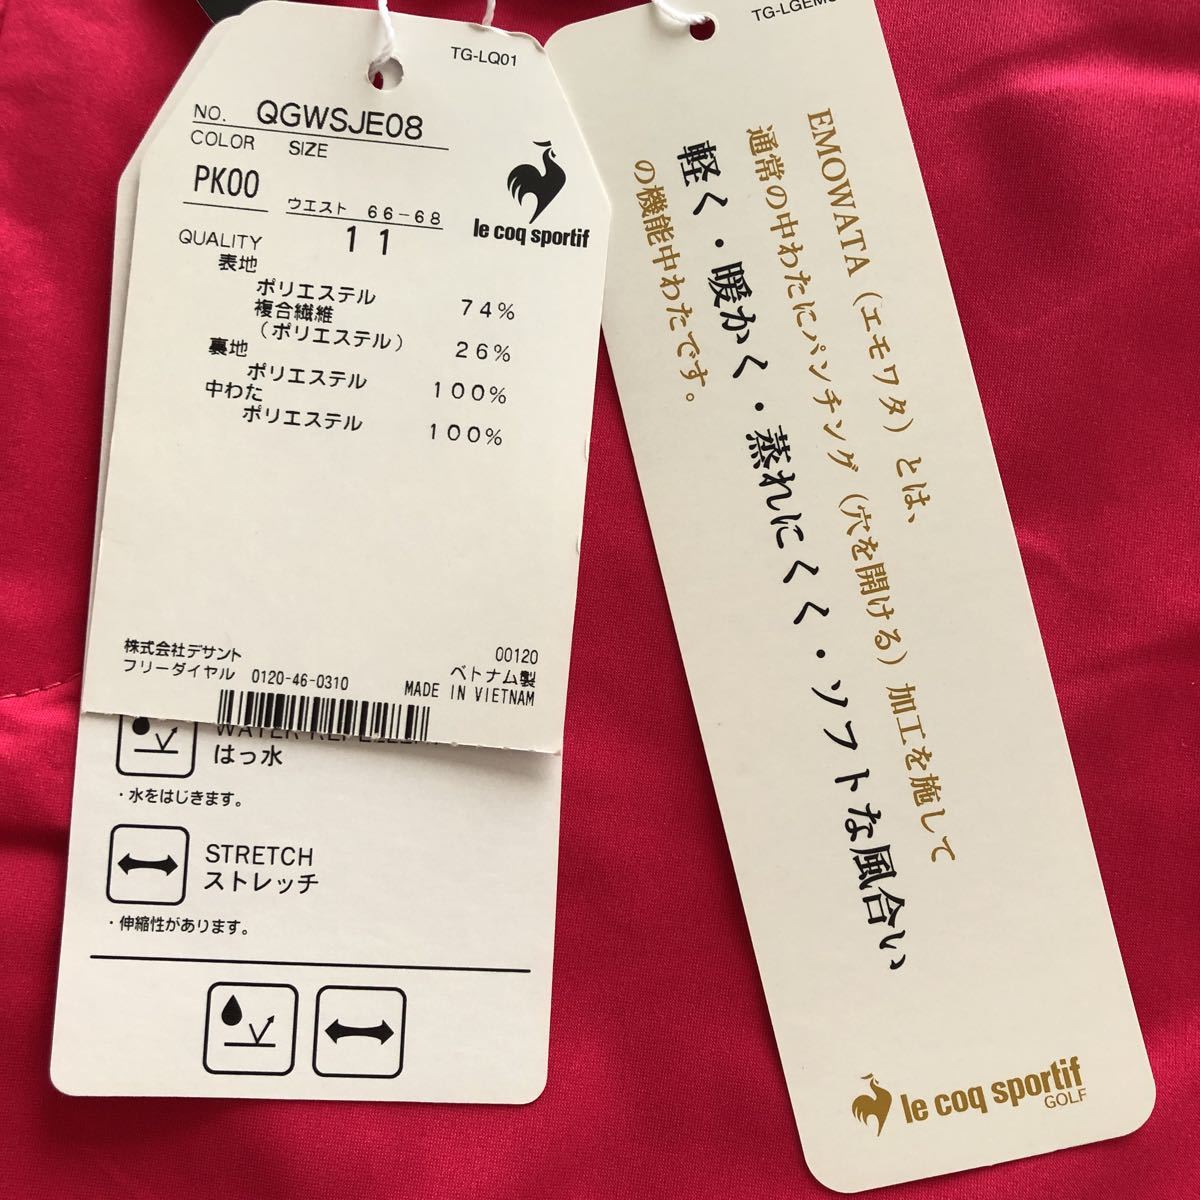 TG-LQ01
NO. QGWSJE08
COLOR SIZE
PK00
ウエスト 66-68
11
le coq sportif
QUALITY
表地
ポリエステル 74%
複合繊維
(ポリエステル) 26%
裏地
ポリエステル 100%
中わた
ポリエステル 100%
株式会社デサント 00120
フリーダイヤル 0120-46-0310 ベトナム製
MADE IN VIETNAM
はっ水
・水をはじきます。
STRETCH
ストレッチ
・伸縮性があります。
EMOWATA(エモワタ)とは、
通常の中わたにパンチング(穴を開ける)加工を施して
軽く・暖かく・蒸れにくく・ソフトな風合い
の機能中わたです。
le coq sportif
GOLF